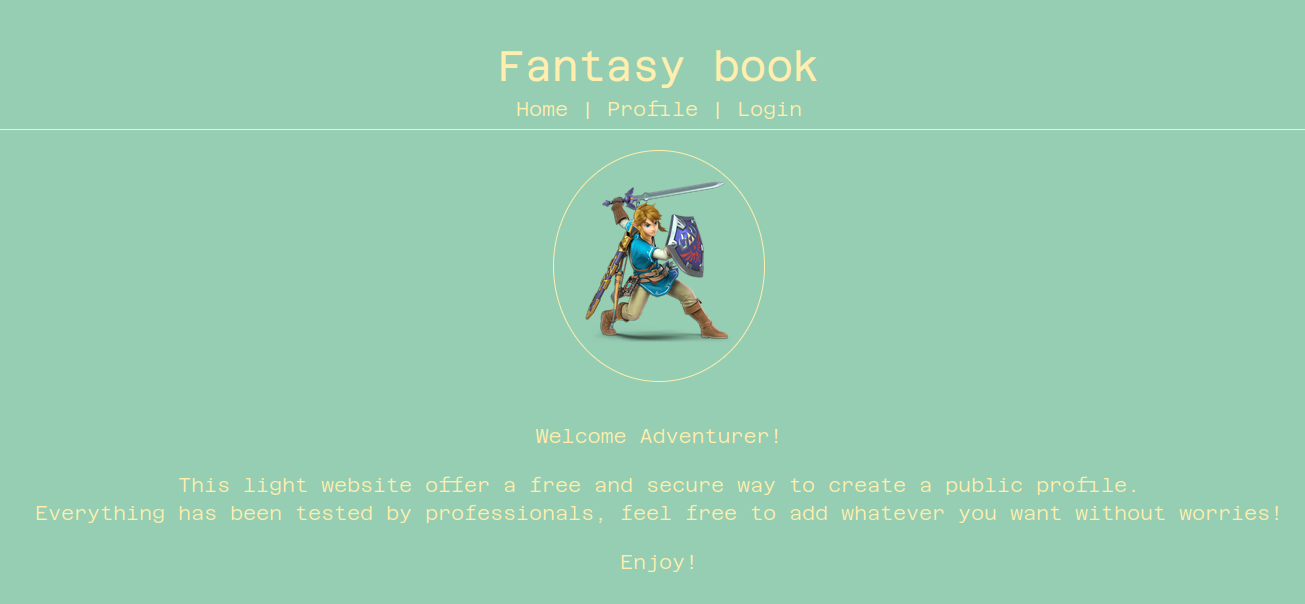 Fantasy book
Home | Profile | Login
Welcome Adventurer!
This light website offer a free and secure way to create a public profile.
Everything has been tested by professionals, feel free to add whatever you want without worries!
Enjoy!